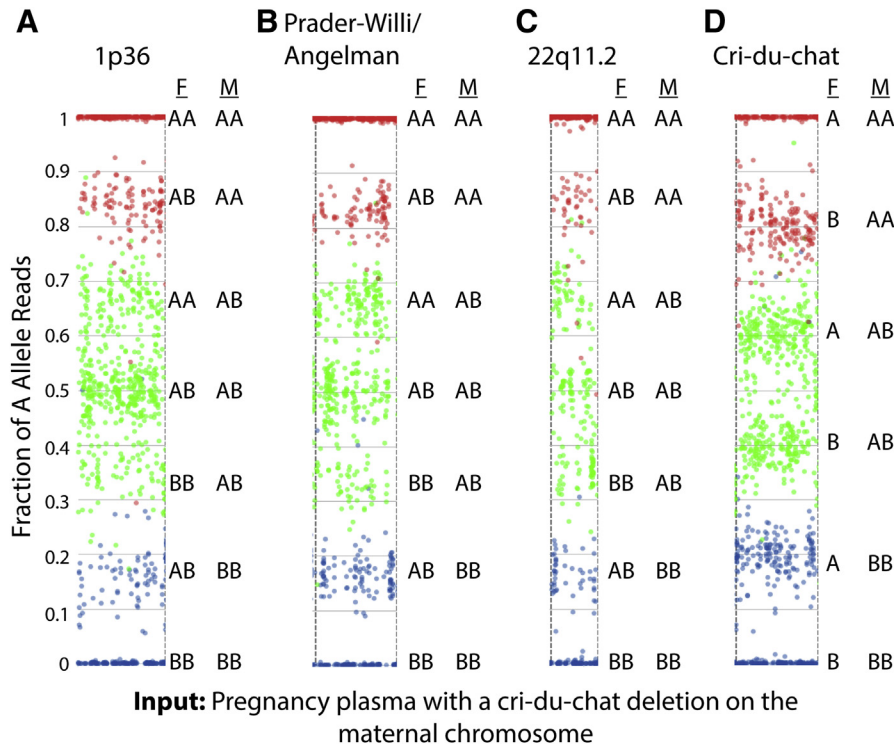 A
1p36
F M
B Prader-Willi/
Angelman
F M
C
22q11.2
F M
D
Cri-du-chat
F M
Fraction of A Allele Reads
1
0.9
0.8
0.7
0.6
0.5
0.4
0.3
0.2
0.1
0
AA AA
AB AA
AA AB
AB AB
BB AB
AB BB
BB BB
AA AA
AB AA
AA AB
AB AB
BB AB
AB BB
BB BB
AA AA
AB AA
AA AB
AB AB
BB AB
AB BB
BB BB
A AA
B AA
A AB
B AB
A BB
B BB
Input: Pregnancy plasma with a cri-du-chat deletion on the
maternal chromosome